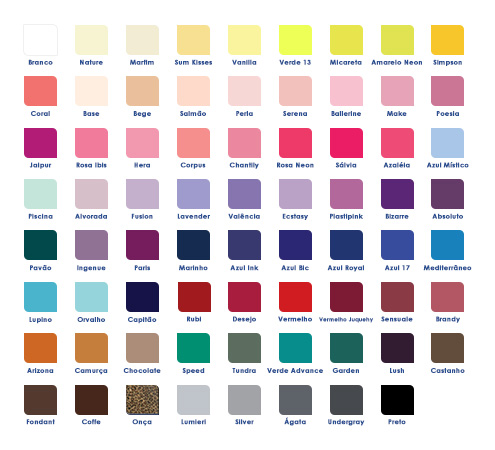 Branco Nature Marfim Sum Kisses Vanilla Verde 13 Micareta Amarelo Neon Simpson
Coral Base Bege Salmão Perla Serena Ballerine Make Poesia
Jaipur Rosa Ibis Hera Corpus Chantily Rosa Neon Sálvia Azaléia Azul Místico
Piscina Alvorada Fusion Lavender Valência Ecstasy Plastipink Bizarre Absoluto
Pavão Ingenue Paris Marinho Azul Ink Azul Bic Azul Royal Azul 17 Mediterrâneo
Lupino Orvalho Capitão Rubi Desejo Vermelho Vermelho Juquehy Sensuale Brandy
Arizona Camurça Chocolate Speed Tundra Verde Advance Garden Lush Castanho
Fondant Coffe Onça Lumieri Silver Ágata Undergray Preto